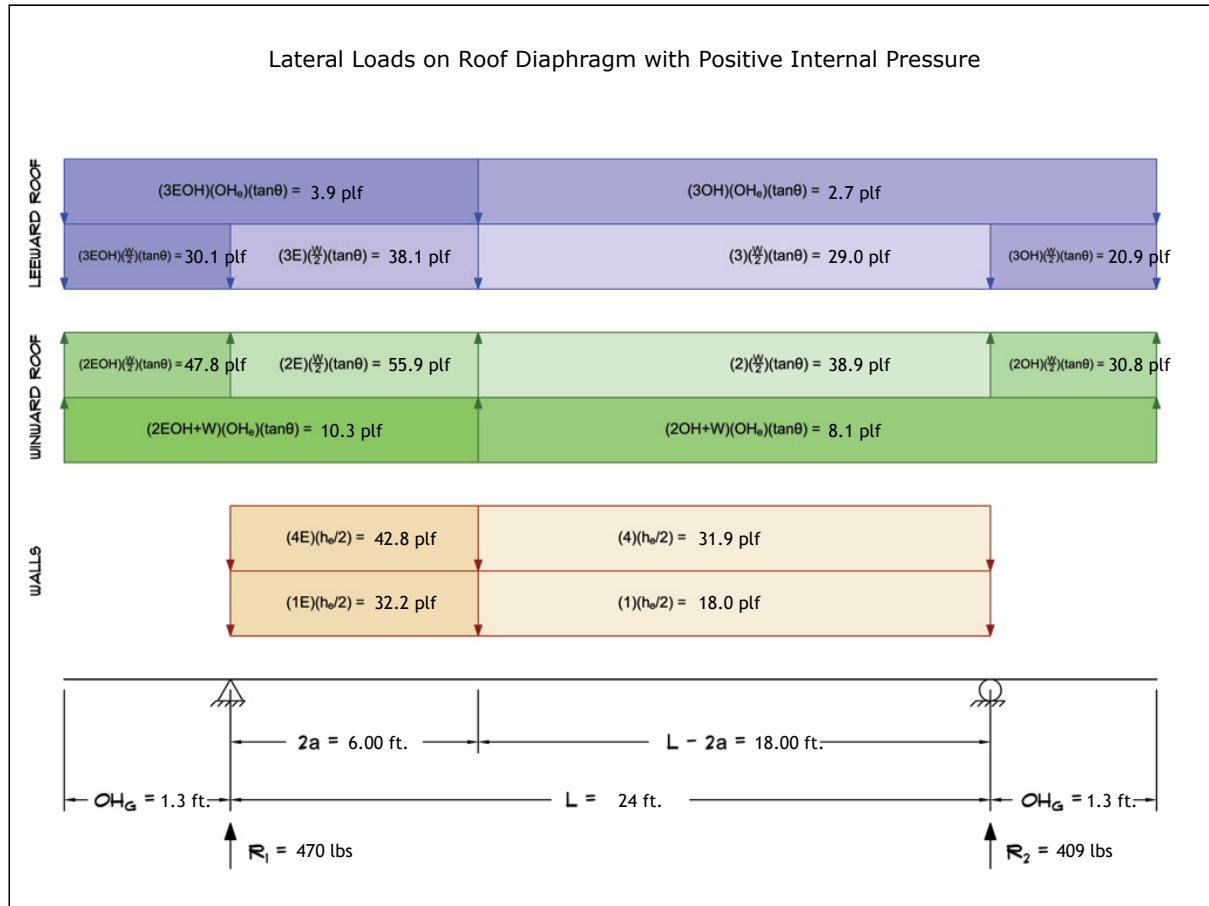 Lateral Loads on Roof Diaphragm with Positive Internal Pressure
LEEWARD ROOF
(3EOH)(OHₑ)(tanθ) = 3.9 plf
(3OH)(OHₑ)(tanθ) = 2.7 plf
(3EOH)(W/2)(tanθ) = 30.1 plf
(3E)(W/2)(tanθ) = 38.1 plf
(3)(W/2)(tanθ) = 29.0 plf
(3OH)(W/2)(tanθ) = 20.9 plf
WINWARD ROOF
(2EOH)(W/2)(tanθ) = 47.8 plf
(2E)(W/2)(tanθ) = 55.9 plf
(2)(W/2)(tanθ) = 38.9 plf
(2OH)(W/2)(tanθ) = 30.8 plf
(2EOH+W)(OHₑ)(tanθ) = 10.3 plf
(2OH+W)(OHₑ)(tanθ) = 8.1 plf
WALLS
(4E)(hₑ/2) = 42.8 plf
(4)(hₑ/2) = 31.9 plf
(1E)(hₑ/2) = 32.2 plf
(1)(hₑ/2) = 18.0 plf
2a = 6.00 ft.
L - 2a = 18.00 ft.
OH_G = 1.3 ft.
L = 24 ft.
OH_G = 1.3 ft.
R₁ = 470 lbs
R₂ = 409 lbs